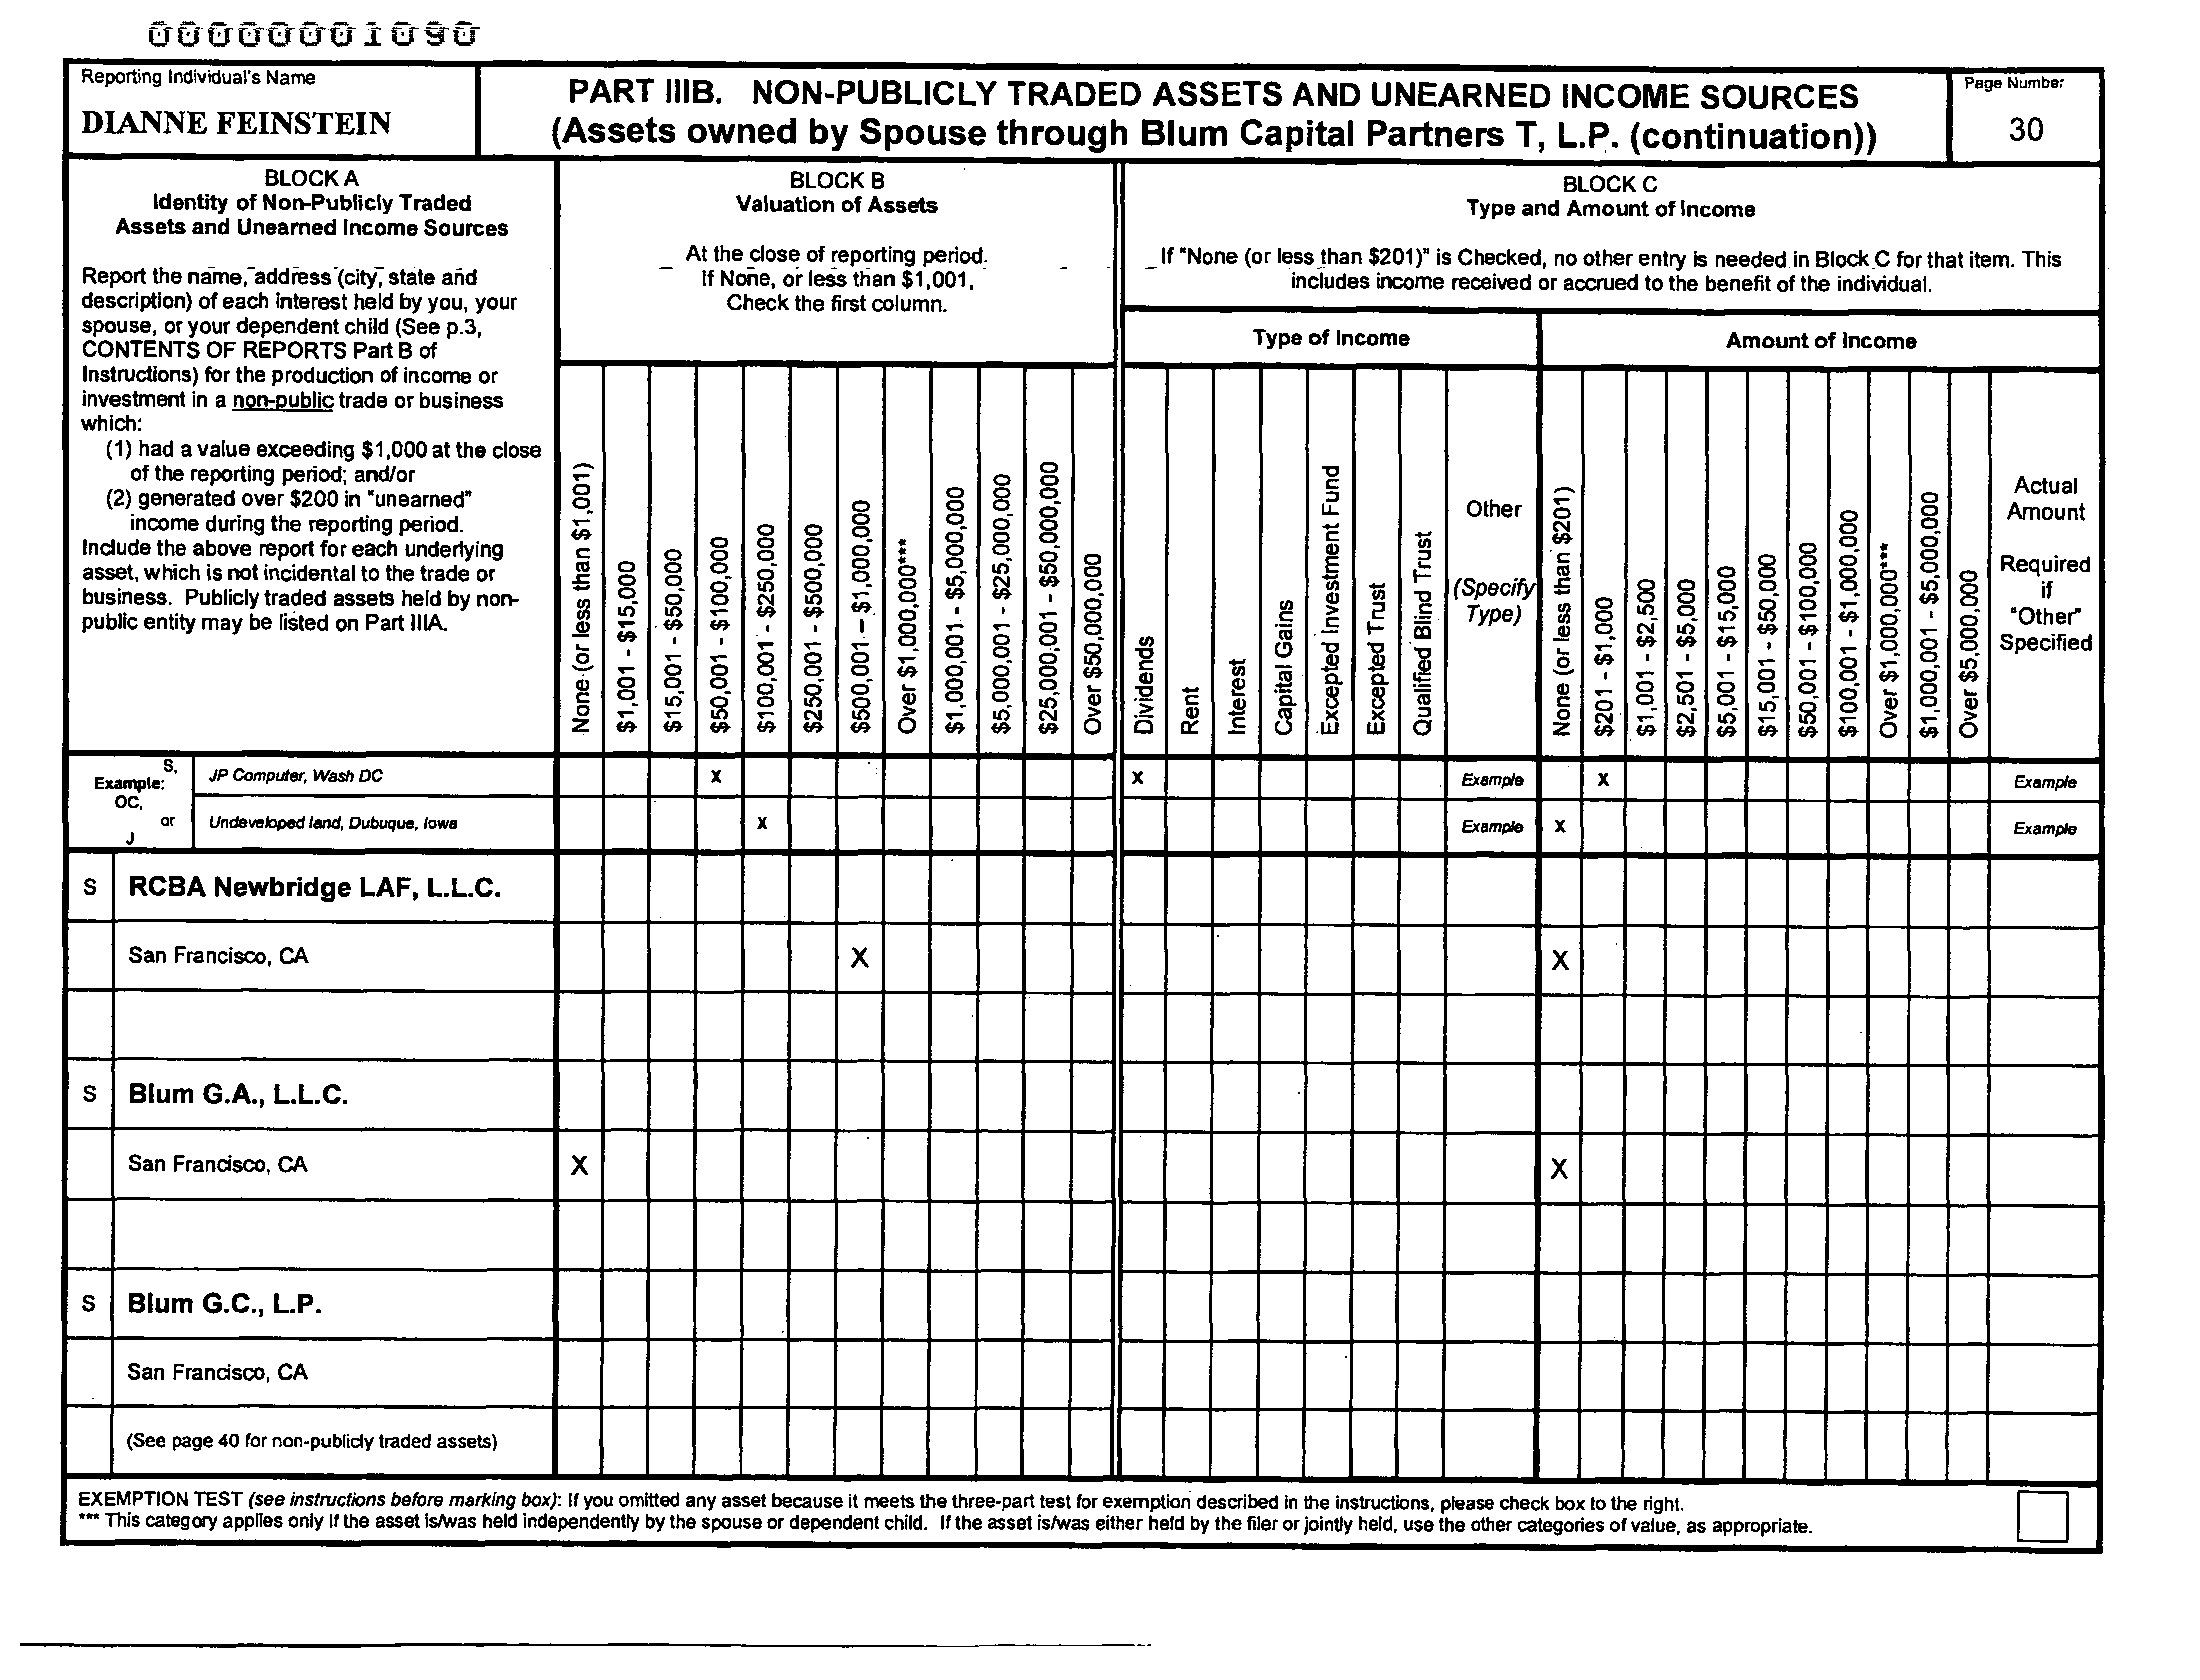 00000001090
Reporting Individual's Name
DIANNE FEINSTEIN
PART IIIB. NON-PUBLICLY TRADED ASSETS AND UNEARNED INCOME SOURCES
(Assets owned by Spouse through Blum Capital Partners T, L.P. (continuation))
Page Number
30
BLOCK A
Identity of Non-Publicly Traded
Assets and Unearned Income Sources
Report the name, address (city, state and
description) of each interest held by you, your
spouse, or your dependent child (See p.3,
CONTENTS OF REPORTS Part B of
Instructions) for the production of income or
investment in a non-public trade or business
which:
(1) had a value exceeding $1,000 at the close
of the reporting period; and/or
(2) generated over $200 in "unearned"
income during the reporting period.
Include the above report for each underlying
asset, which is not incidental to the trade or
business. Publicly traded assets held by non-
public entity may be listed on Part IIIA.
BLOCK B
Valuation of Assets
At the close of reporting period.
If None, or less than $1,001,
Check the first column.
None (or less than $1,001)
$1,001 - $15,000
$15,001 - $50,000
$50,001 - $100,000
$100,001 - $250,000
$250,001 - $500,000
$500,001 - $1,000,000
Over $1,000,000***
$1,000,001 - $5,000,000
$5,000,001 - $25,000,000
$25,000,001 - $50,000,000
Over $50,000,000
BLOCK C
Type and Amount of Income
If "None (or less than $201)" is Checked, no other entry is needed in Block C for that item. This
includes income received or accrued to the benefit of the individual.
Type of Income
Dividends
Rent
Interest
Capital Gains
Excepted Investment Fund
Excepted Trust
Qualified Blind Trust
Other
(Specify
Type)
Amount of Income
None (or less than $201)
$201 - $1,000
$1,001 - $2,500
$2,501 - $5,000
$5,001 - $15,000
$15,001 - $50,000
$50,001 - $100,000
$100,001 - $1,000,000
Over $1,000,000***
$1,000,001 - $5,000,000
Over $5,000,000
Actual
Amount
Required
if
"Other"
Specified
Example:
S,
OC,
or
J
JP Computer, Wash DC X X Example X Example
Undeveloped land, Dubuque, Iowa X Example X Example
S RCBA Newbridge LAF, L.L.C.
San Francisco, CA X X
S Blum G.A., L.L.C.
San Francisco, CA X X
S Blum G.C., L.P.
San Francisco, CA
(See page 40 for non-publicly traded assets)
EXEMPTION TEST (see instructions before marking box): If you omitted any asset because it meets the three-part test for exemption described in the instructions, please check box to the right.
*** This category applies only if the asset is/was held independently by the spouse or dependent child. If the asset is/was either held by the filer or jointly held, use the other categories of value, as appropriate.